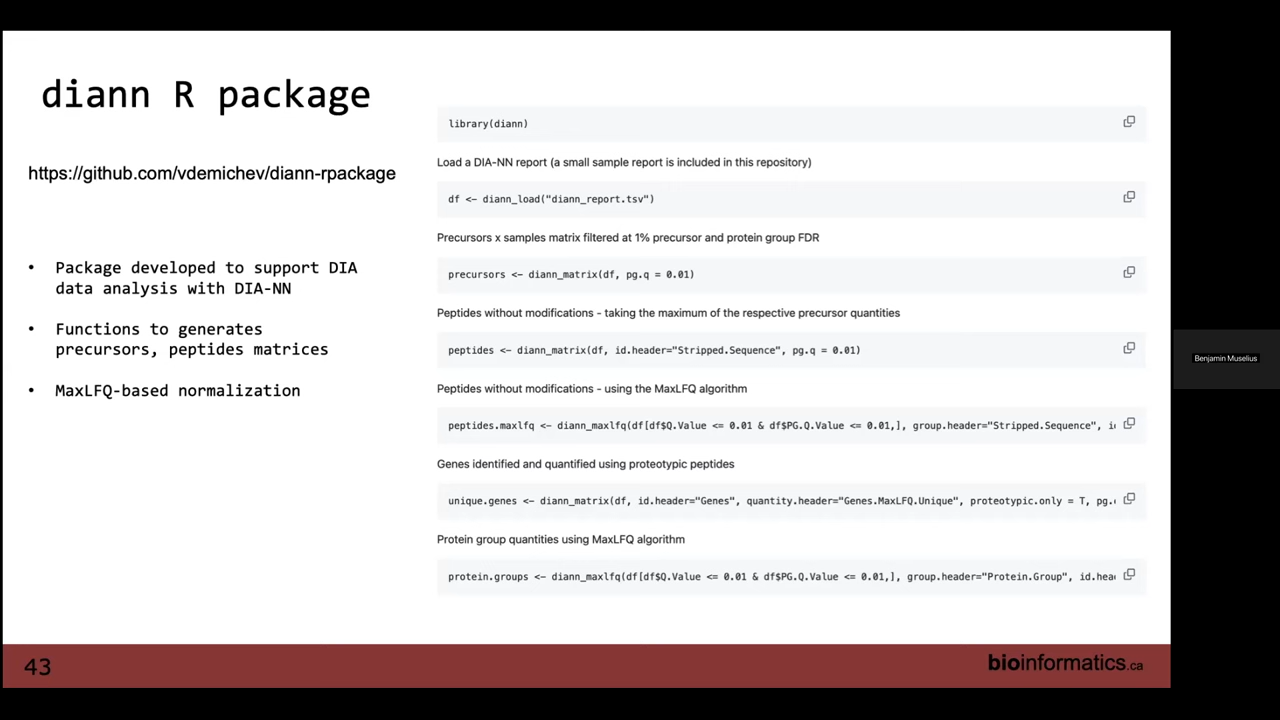 diann R package
https://github.com/vdemichev/diann-rpackage
• Package developed to support DIA
data analysis with DIA-NN
• Functions to generates
precursors, peptides matrices
• MaxLFQ-based normalization
library(diann)
Load a DIA-NN report (a small sample report is included in this repository)
df <- diann_load("diann_report.tsv")
Precursors x samples matrix filtered at 1% precursor and protein group FDR
precursors <- diann_matrix(df, pg.q = 0.01)
Peptides without modifications - taking the maximum of the respective precursor quantities
peptides <- diann_matrix(df, id.header="Stripped.Sequence", pg.q = 0.01)
Peptides without modifications - using the MaxLFQ algorithm
peptides.maxlfq <- diann_maxlfq(df[df$Q.Value <= 0.01 & df$PG.Q.Value <= 0.01,], group.header="Stripped.Sequence", i
Genes identified and quantified using proteotypic peptides
unique.genes <- diann_matrix(df, id.header="Genes", quantity.header="Genes.MaxLFQ.Unique", proteotypic.only = T, pg.
Protein group quantities using MaxLFQ algorithm
protein.groups <- diann_maxlfq(df[df$Q.Value <= 0.01 & df$PG.Q.Value <= 0.01,], group.header="Protein.Group", id.hea
43
bioinformatics.ca
Benjamin Muselius